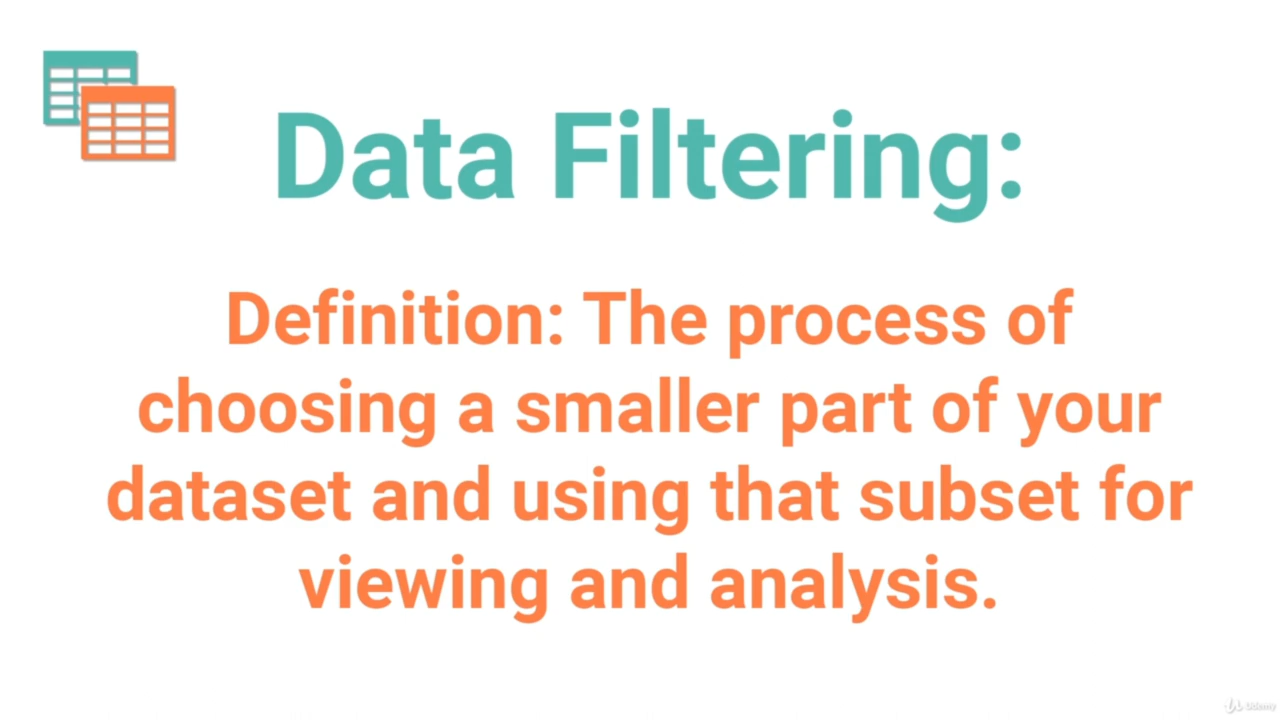 Data Filtering:
Definition: The process of
choosing a smaller part of your
dataset and using that subset for
viewing and analysis.
Udemy